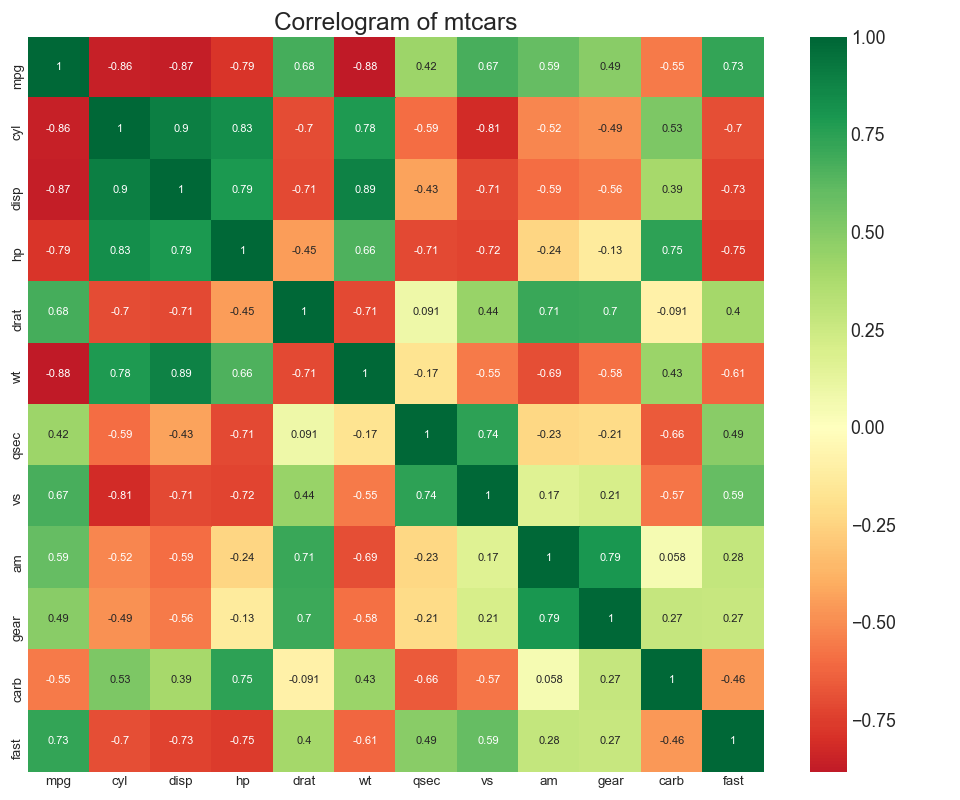 Correlogram of mtcars
mpg 1 -0.86 -0.87 -0.79 0.68 -0.88 0.42 0.67 0.59 0.49 -0.55 0.73
cyl -0.86 1 0.9 0.83 -0.7 0.78 -0.59 -0.81 -0.52 -0.49 0.53 -0.7
disp -0.87 0.9 1 0.79 -0.71 0.89 -0.43 -0.71 -0.59 -0.56 0.39 -0.73
hp -0.79 0.83 0.79 1 -0.45 0.66 -0.71 -0.72 -0.24 -0.13 0.75 -0.75
drat 0.68 -0.7 -0.71 -0.45 1 -0.71 0.091 0.44 0.71 0.7 -0.091 0.4
wt -0.88 0.78 0.89 0.66 -0.71 1 -0.17 -0.55 -0.69 -0.58 0.43 -0.61
qsec 0.42 -0.59 -0.43 -0.71 0.091 -0.17 1 0.74 -0.23 -0.21 -0.66 0.49
vs 0.67 -0.81 -0.71 -0.72 0.44 -0.55 0.74 1 0.17 0.21 -0.57 0.59
am 0.59 -0.52 -0.59 -0.24 0.71 -0.69 -0.23 0.17 1 0.79 0.058 0.28
gear 0.49 -0.49 -0.56 -0.13 0.7 -0.58 -0.21 0.21 0.79 1 0.27 0.27
carb -0.55 0.53 0.39 0.75 -0.091 0.43 -0.66 -0.57 0.058 0.27 1 -0.46
fast 0.73 -0.7 -0.73 -0.75 0.4 -0.61 0.49 0.59 0.28 0.27 -0.46 1
mpg cyl disp hp drat wt qsec vs am gear carb fast
1.00
0.75
0.50
0.25
0.00
−0.25
−0.50
−0.75